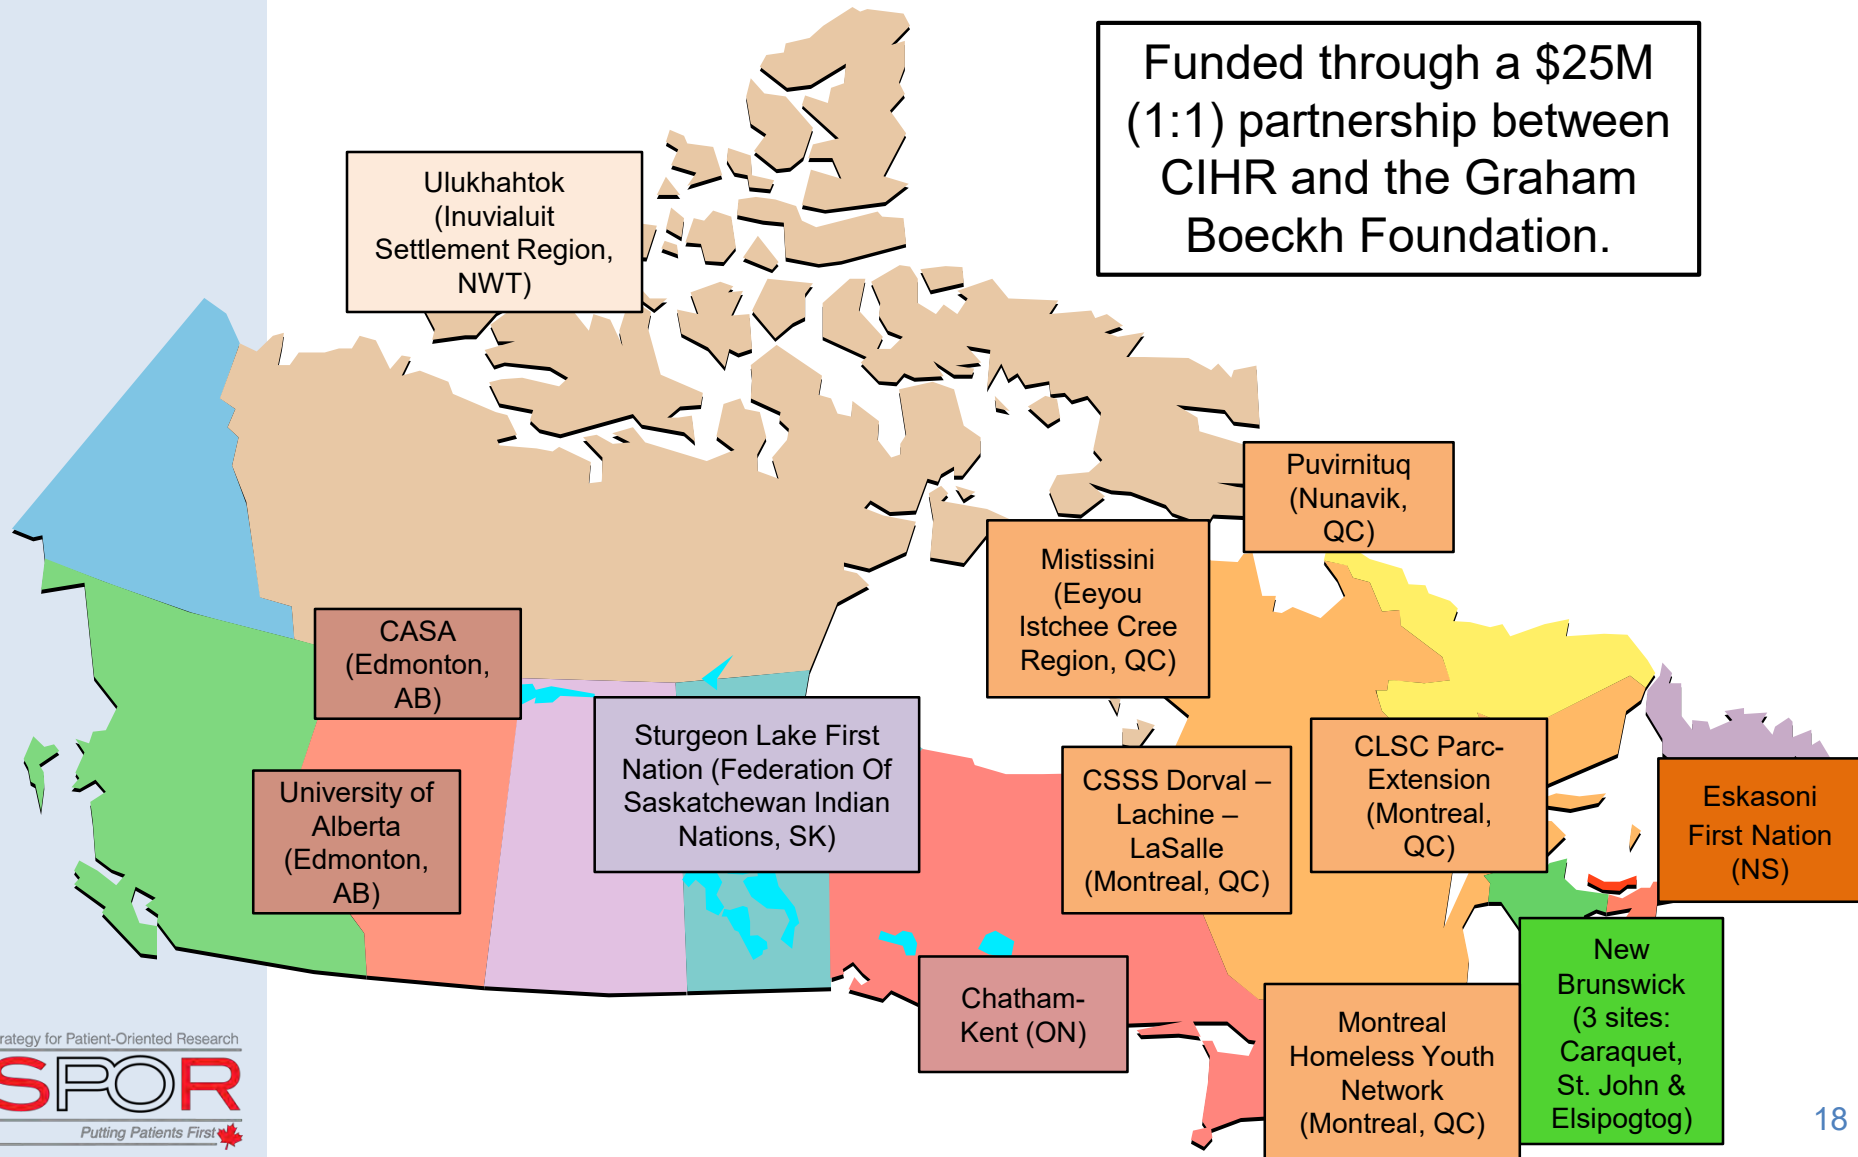 Funded through a $25M
(1:1) partnership between
CIHR and the Graham
Boeckh Foundation.
Ulukhahtok
(Inuvialuit
Settlement Region,
NWT)
Puvirnituq
(Nunavik,
QC)
Mistissini
(Eeyou
Istchee Cree
Region, QC)
CASA
(Edmonton,
AB)
Sturgeon Lake First
Nation (Federation Of
Saskatchewan Indian
Nations, SK)
CSSS Dorval –
Lachine –
LaSalle
(Montreal, QC)
CLSC Parc-
Extension
(Montreal,
QC)
Eskasoni
First Nation
(NS)
University of
Alberta
(Edmonton,
AB)
Chatham-
Kent (ON)
Montreal
Homeless Youth
Network
(Montreal, QC)
New
Brunswick
(3 sites:
Caraquet,
St. John &
Elsipogtog)
rategy for Patient-Oriented Research
SPOR
Putting Patients First
18